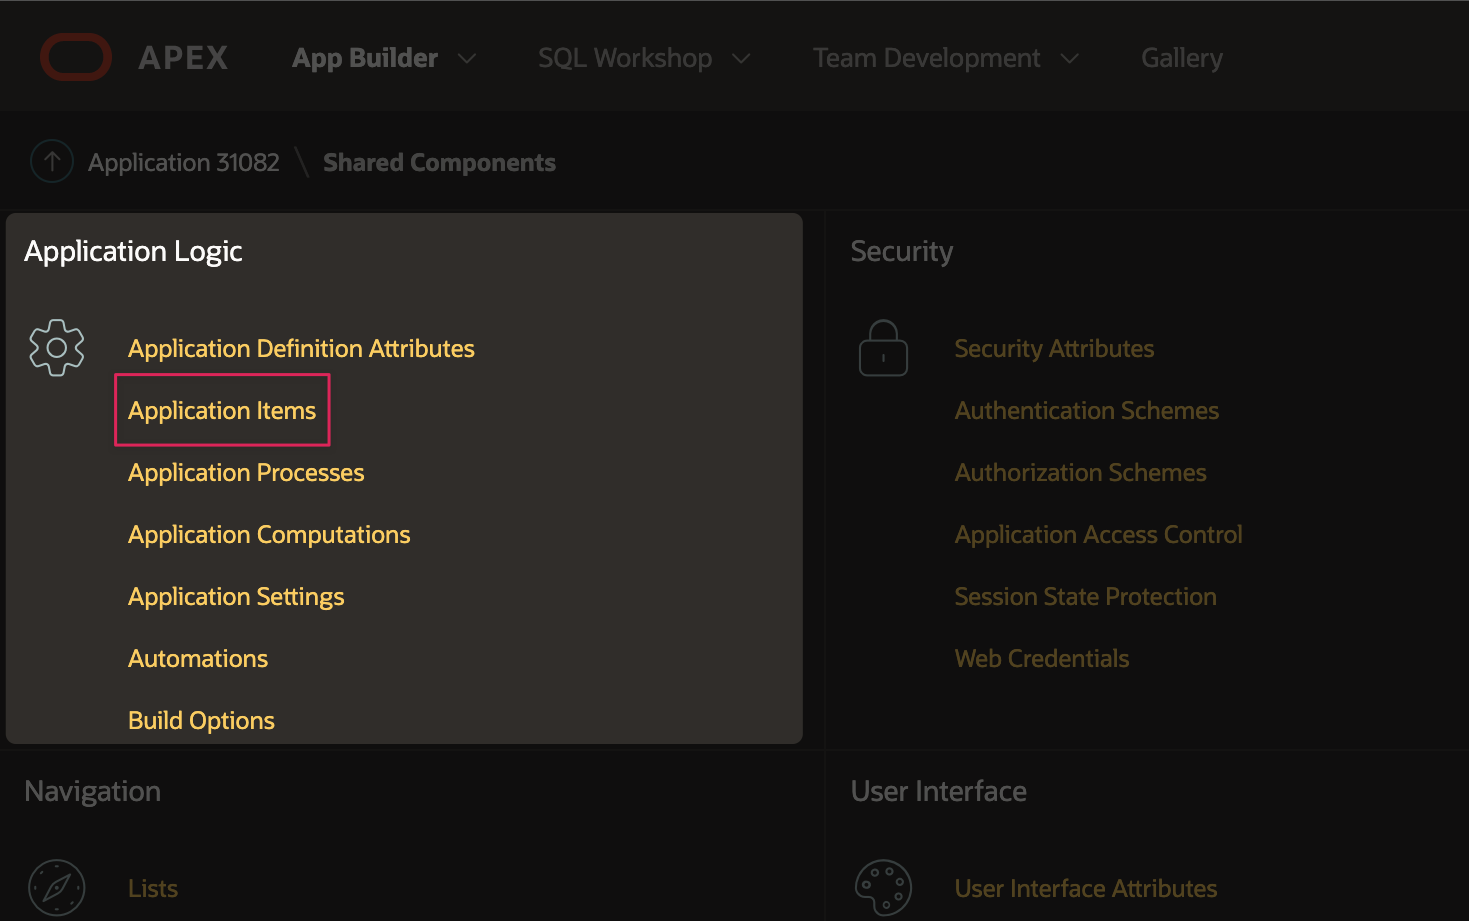 APEX App Builder SQL Workshop Team Development Gallery
Application 31082 \ Shared Components
Application Logic
Application Definition Attributes
Application Items
Application Processes
Application Computations
Application Settings
Automations
Build Options
Security
Security Attributes
Authentication Schemes
Authorization Schemes
Application Access Control
Session State Protection
Web Credentials
Navigation
Lists
User Interface
User Interface Attributes